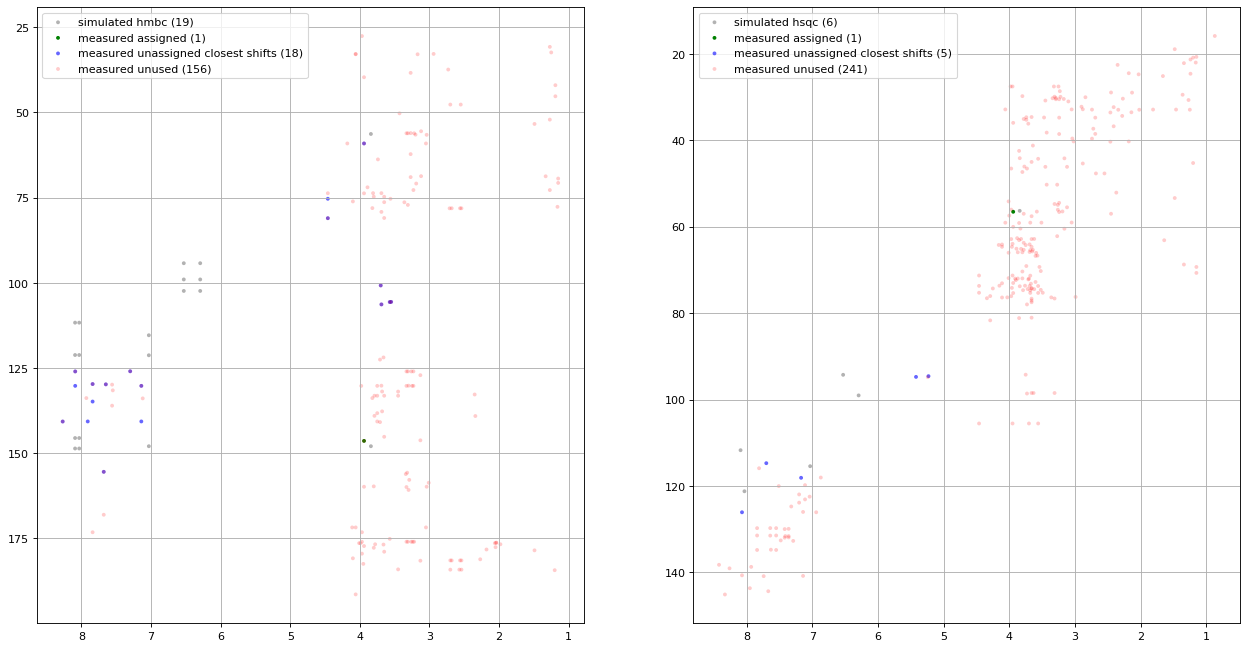 simulated hmbc (19)
measured assigned (1)
measured unassigned closest shifts (18)
measured unused (156)
25
50
75
100
125
150
175
8 7 6 5 4 3 2 1
simulated hsqc (6)
measured assigned (1)
measured unassigned closest shifts (5)
measured unused (241)
20
40
60
80
100
120
140
8 7 6 5 4 3 2 1